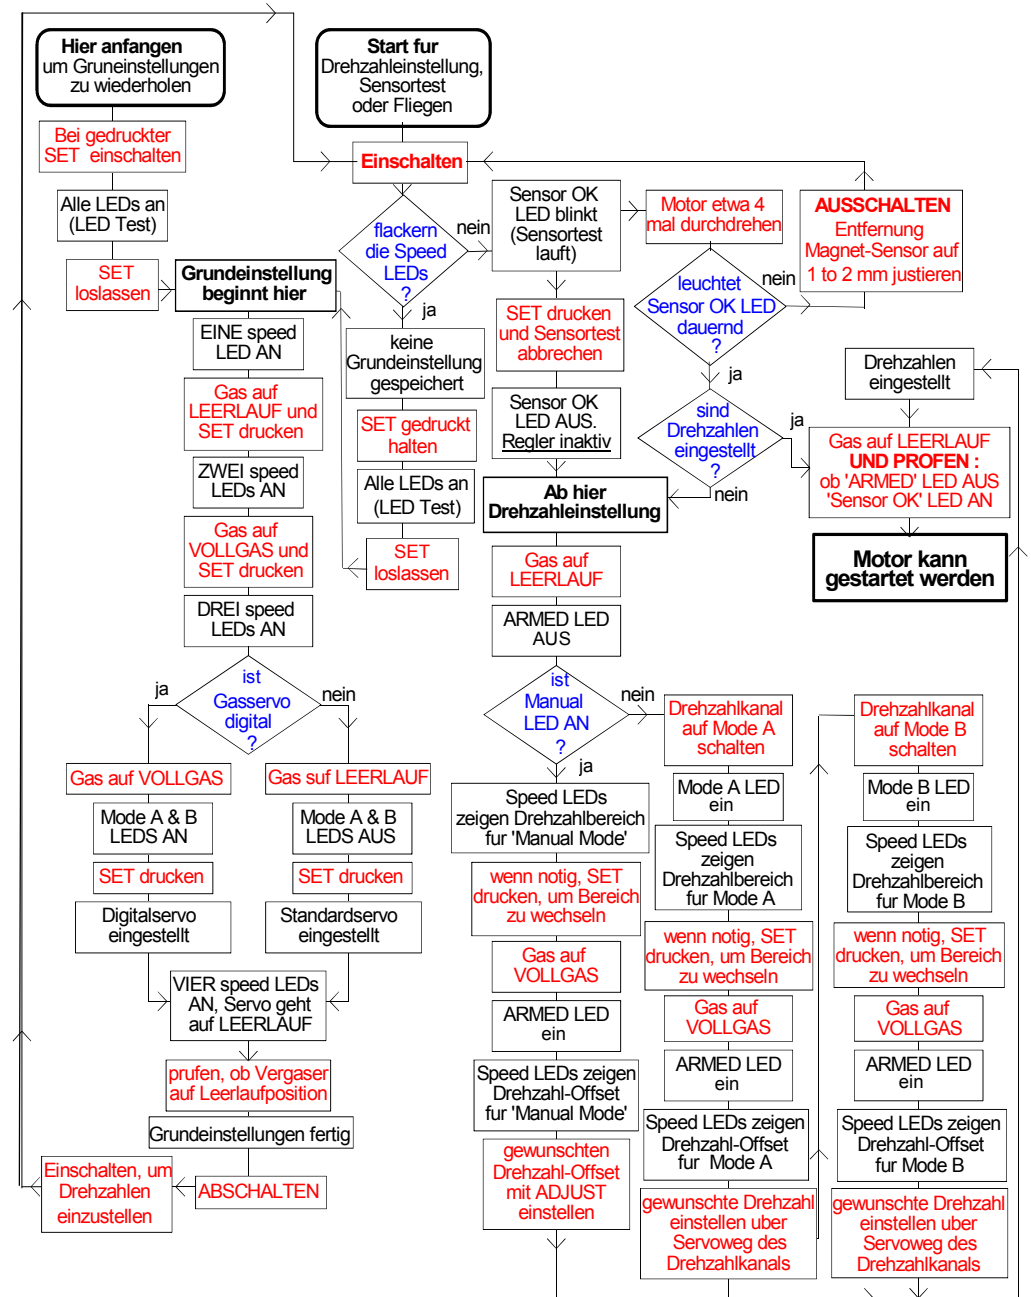 Hier anfangen
um Gruneinstellungen
zu wiederholen
Bei gedruckter
SET einschalten
Alle LEDs an
(LED Test)
SET
loslassen
Grundeinstellung
beginnt hier
EINE speed
LED AN
Gas auf
LEERLAUF und
SET drucken
ZWEI speed
LEDs AN
Gas auf
VOLLGAS und
SET drucken
DREI speed
LEDs AN
ist
Gasservo
digital
?
ja
nein
Gas auf VOLLGAS
Mode A & B
LEDS AN
SET drucken
Digitalservo
eingestellt
Gas suf LEERLAUF
Mode A & B
LEDS AUS
SET drucken
Standardservo
eingestellt
VIER speed LEDs
AN, Servo geht
auf LEERLAUF
prufen, ob Vergaser
auf Leerlaufposition
Grundeinstellungen fertig
ABSCHALTEN
Einschalten, um
Drehzahlen
einzustellen
Start fur
Drehzahleinstellung,
Sensortest
oder Fliegen
Einschalten
flackern
die Speed
LEDs
?
nein
ja
keine
Grundeinstellung
gespeichert
SET gedruckt
halten
Alle LEDs an
(LED Test)
SET
loslassen
Sensor OK
LED blinkt
(Sensortest
lauft)
SET drucken
und Sensortest
abbrechen
Sensor OK
LED AUS.
Regler inaktiv
Motor etwa 4
mal durchdrehen
leuchtet
Sensor OK LED
dauernd
?
nein
ja
AUSSCHALTEN
Entfernung
Magnet-Sensor auf
1 to 2 mm justieren
sind
Drehzahlen
eingestellt
?
ja
nein
Drehzahlen
eingestellt
Gas auf LEERLAUF
UND PROFEN :
ob 'ARMED' LED AUS
'Sensor OK' LED AN
Motor kann
gestartet werden
Ab hier
Drehzahleinstellung
Gas auf
LEERLAUF
ARMED LED
AUS
ist
Manual
LED AN
?
nein
ja
Speed LEDs
zeigen Drehzahlbereich
fur 'Manual Mode'
wenn notig, SET
drucken, um Bereich
zu wechseln
Gas auf
VOLLGAS
ARMED LED
ein
Speed LEDs zeigen
Drehzahl-Offset
fur 'Manual Mode'
gewunschten
Drehzahl-Offset
mit ADJUST
einstellen
Drehzahlkanal
auf Mode A
schalten
Mode A LED
ein
Speed LEDs
zeigen
Drehzahlbereich
fur Mode A
wenn notig, SET
drucken, um Bereich
zu wechseln
Gas auf
VOLLGAS
ARMED LED
ein
Speed LEDs zeigen
Drehzahl-Offset
fur Mode A
gewunschte Drehzahl
einstellen uber
Servoweg des
Drehzahlkanals
Drehzahlkanal
auf Mode B
schalten
Mode B LED
ein
Speed LEDs
zeigen
Drehzahlbereich
fur Mode B
wenn notig, SET
drucken, um Bereich
zu wechseln
Gas auf
VOLLGAS
ARMED LED
ein
Speed LEDs zeigen
Drehzahl-Offset
fur Mode B
gewunschte Drehzahl
einstellen uber
Servoweg des
Drehzahlkanals